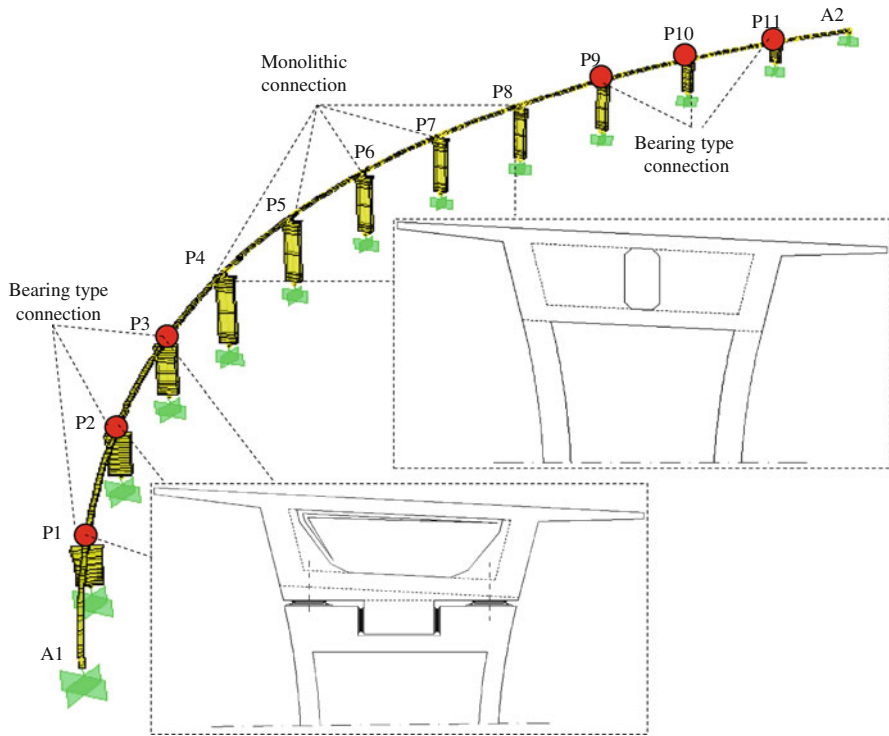 A2
P11
P10
P9
Monolithic
connection
P8
P7
Bearing type
connection
P6
P5
P4
Bearing type
connection
P3
P2
P1
A1